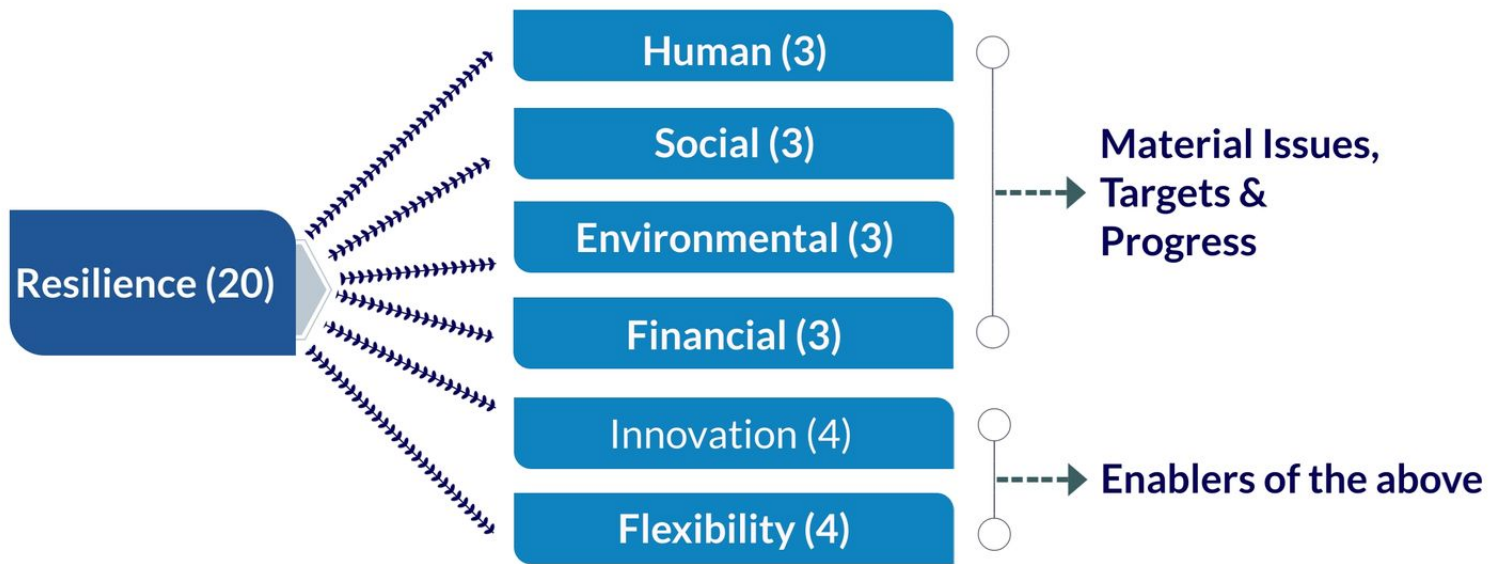 Resilience (20)
Human (3)
Social (3)
Environmental (3)
Financial (3)
Innovation (4)
Flexibility (4)
Material Issues,
Targets &
Progress
Enablers of the above